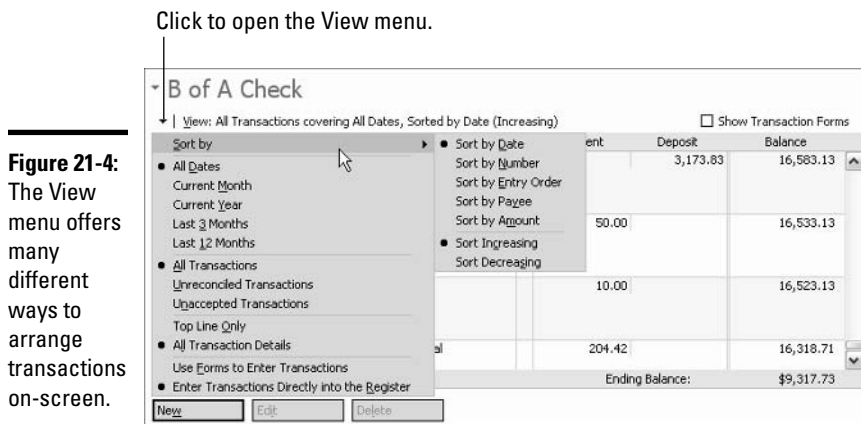 Click to open the View menu.
B of A Check
View: All Transactions covering All Dates, Sorted by Date (Increasing)
Show Transaction Forms
Sort by
All Dates
Current Month
Current Year
Last 3 Months
Last 12 Months
All Transactions
Unreconciled Transactions
Unaccepted Transactions
Top Line Only
All Transaction Details
Use Forms to Enter Transactions
Enter Transactions Directly into the Register
Sort by Date
Sort by Number
Sort by Entry Order
Sort by Payee
Sort by Amount
Sort Increasing
Sort Decreasing
ent Deposit Balance
3,173.83 16,583.13
50.00 16,533.13
10.00 16,523.13
al 204.42 16,318.71
Ending Balance: $9,317.73
New Edit Delete
Figure 21-4:
The View
menu offers
many
different
ways to
arrange
transactions
on-screen.